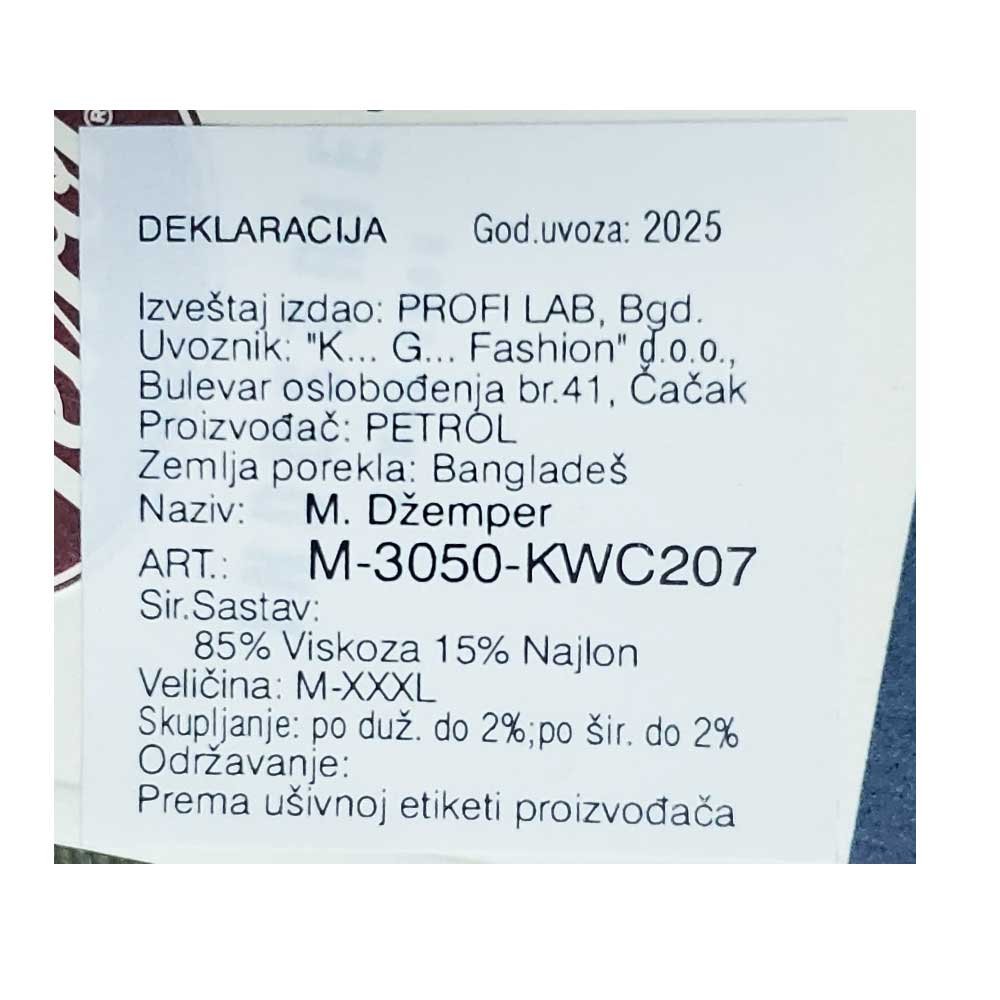 DEKLARACIJA God.uvoza: 2025
Izveštaj izdao: PROFI LAB, Bgd.
Uvoznik: "K... G... Fashion" d.o.o.,
Bulevar oslobođenja br.41, Čačak
Proizvođač: PETROL
Zemlja porekla: Bangladeš
Naziv: M. Džemper
ART.: M-3050-KWC207
Sir.Sastav:
85% Viskoza 15% Najlon
Veličina: M-XXXL
Skupljanje: po duž. do 2%;po šir. do 2%
Održavanje:
Prema ušivnoj etiketi proizvođača